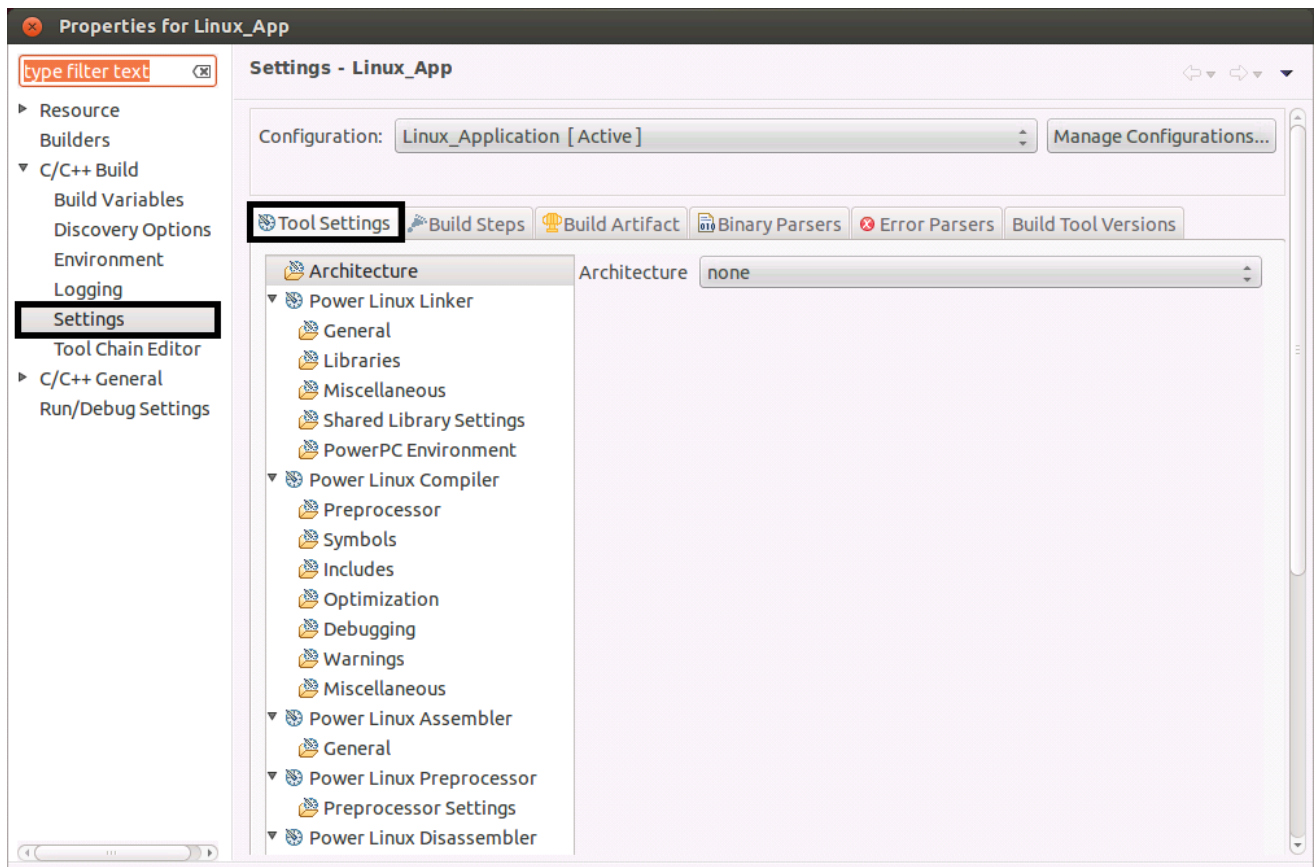 Properties for Linux_App
type filter text
Resource
Builders
C/C++ Build
Build Variables
Discovery Options
Environment
Logging
Settings
Tool Chain Editor
C/C++ General
Run/Debug Settings
Settings - Linux_App
Configuration: Linux_Application [ Active ] Manage Configurations...
Tool Settings Build Steps Build Artifact Binary Parsers Error Parsers Build Tool Versions
Architecture
Power Linux Linker
General
Libraries
Miscellaneous
Shared Library Settings
PowerPC Environment
Power Linux Compiler
Preprocessor
Symbols
Includes
Optimization
Debugging
Warnings
Miscellaneous
Power Linux Assembler
General
Power Linux Preprocessor
Preprocessor Settings
Power Linux Disassembler
Architecture none